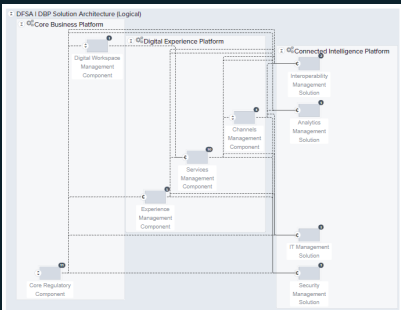 DFSA | DBP Solution Architecture (Logical)
Core Business Platform
Digital Experience Platform
Connected Intelligence Platform
Digital Workspace
Management
Component
Interoperability
Management
Solution
Analytics
Management
Solution
Channels
Management
Component
Services
Management
Component
Experience
Management
Component
IT Management
Solution
Core Regulatory
Component
Security
Management
Solution